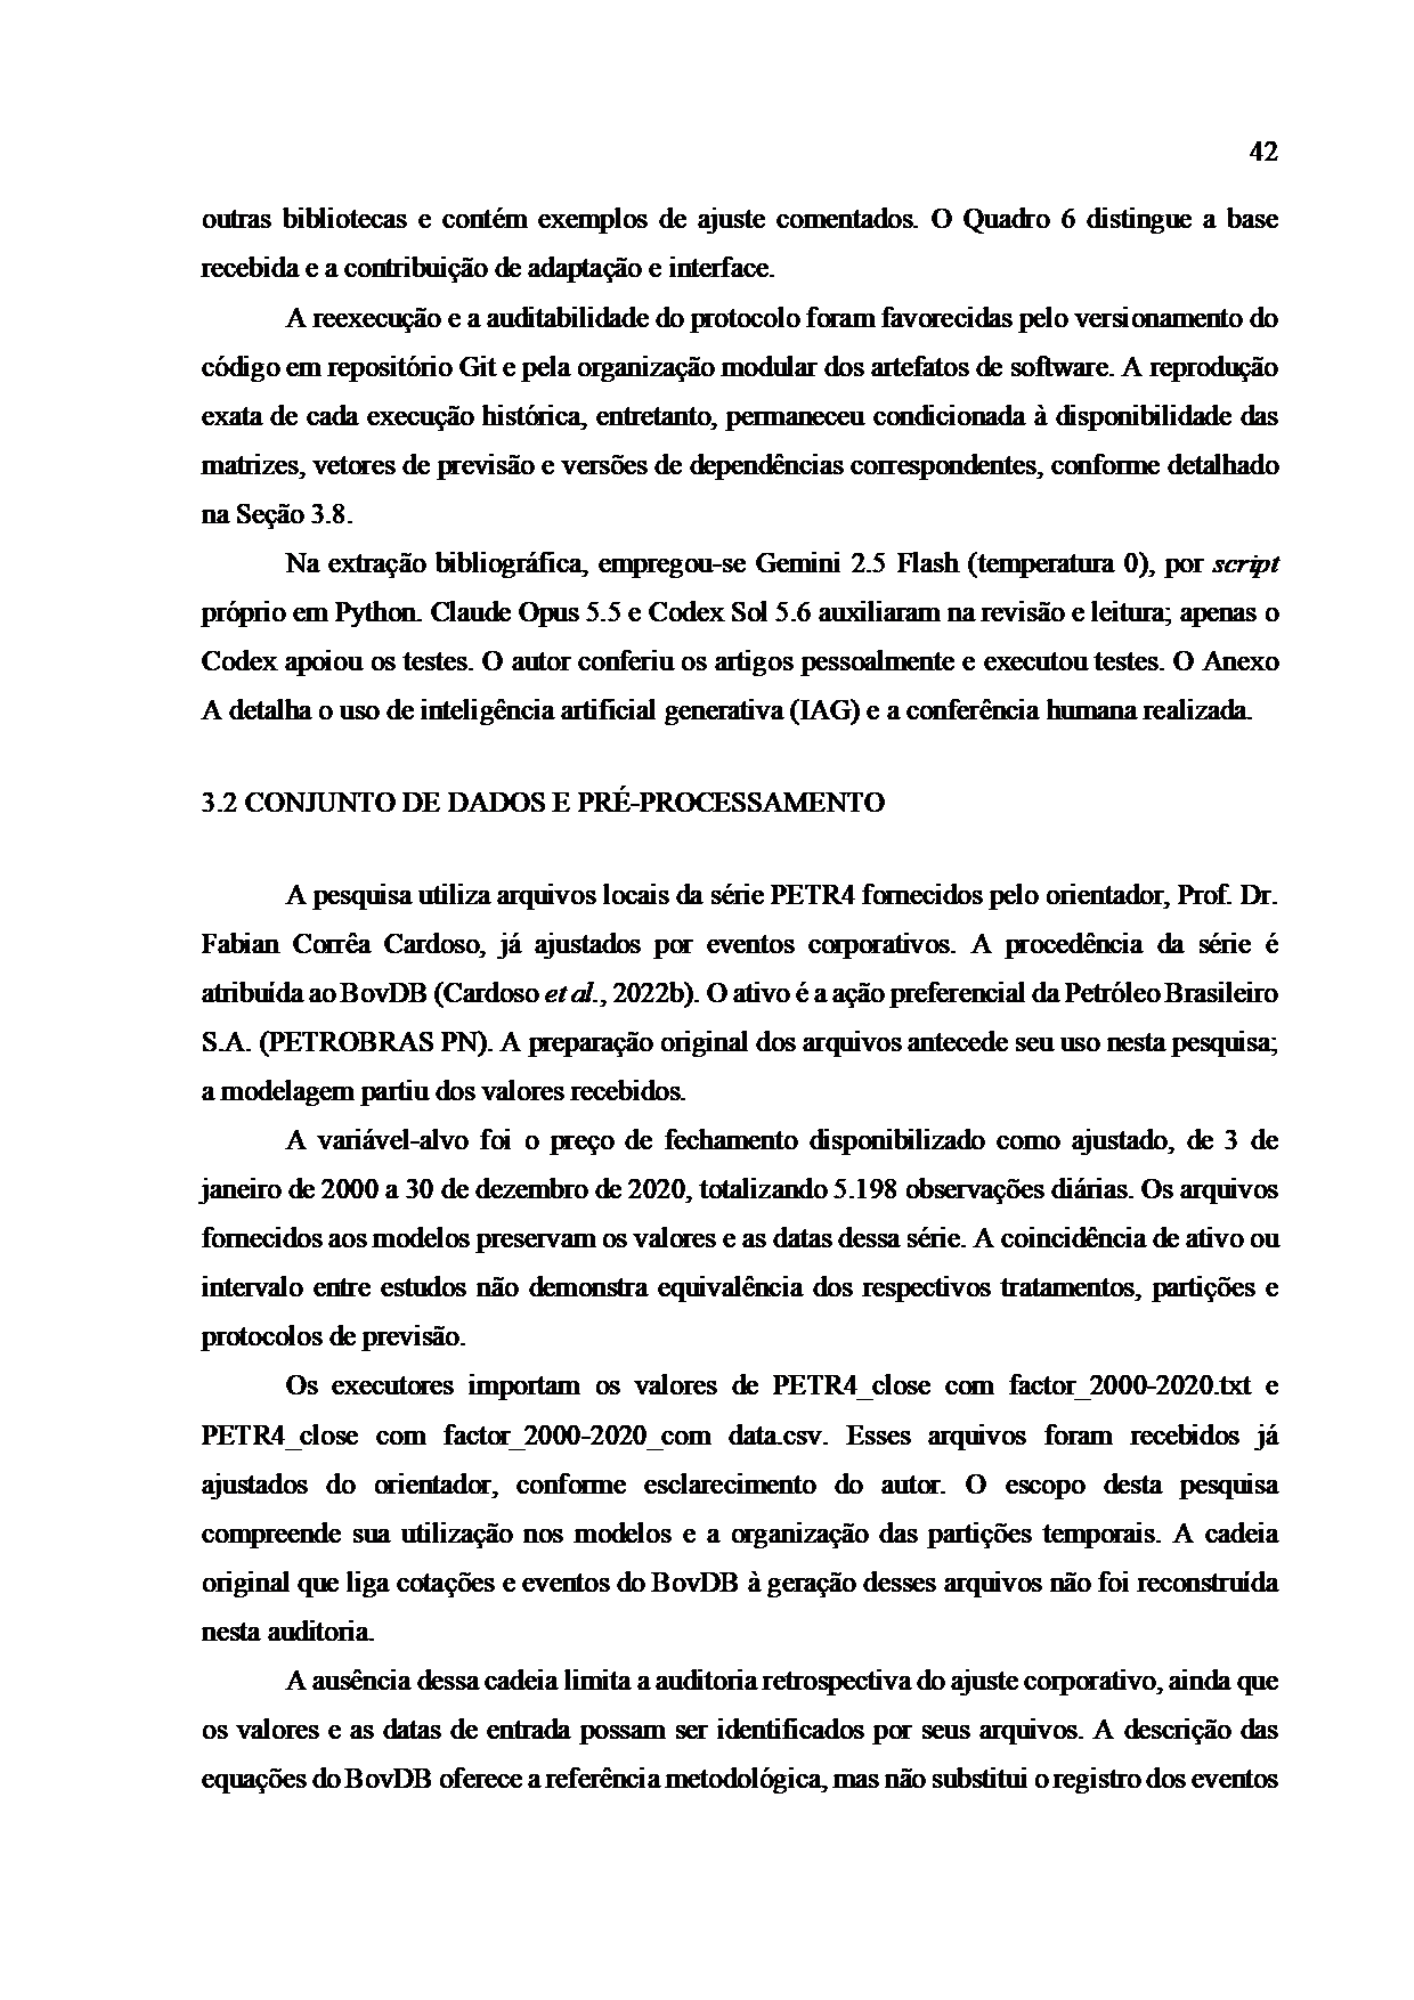 42
outras bibliotecas e contém exemplos de ajuste comentados. O Quadro 6 distingue a base
recebida e a contribuição de adaptação e interface.
A reexecução e a auditabilidade do protocolo foram favorecidas pelo versionamento do
código em repositório Git e pela organização modular dos artefatos de software. A reprodução
exata de cada execução histórica, entretanto, permaneceu condicionada à disponibilidade das
matrizes, vetores de previsão e versões de dependências correspondentes, conforme detalhado
na Seção 3.8.
Na extração bibliográfica, empregou-se Gemini 2.5 Flash (temperatura 0), por script
próprio em Python. Claude Opus 5.5 e Codex Sol 5.6 auxiliaram na revisão e leitura; apenas o
Codex apoiou os testes. O autor conferiu os artigos pessoalmente e executou testes. O Anexo
A detalha o uso de inteligência artificial generativa (IAG) e a conferência humana realizada.
3.2 CONJUNTO DE DADOS E PRÉ-PROCESSAMENTO
A pesquisa utiliza arquivos locais da série PETR4 fornecidos pelo orientador, Prof. Dr.
Fabian Corrêa Cardoso, já ajustados por eventos corporativos. A procedência da série é
atribuída ao BovDB (Cardoso et al., 2022b). O ativo é a ação preferencial da Petróleo Brasileiro
S.A. (PETROBRAS PN). A preparação original dos arquivos antecede seu uso nesta pesquisa;
a modelagem partiu dos valores recebidos.
A variável-alvo foi o preço de fechamento disponibilizado como ajustado, de 3 de
janeiro de 2000 a 30 de dezembro de 2020, totalizando 5.198 observações diárias. Os arquivos
fornecidos aos modelos preservam os valores e as datas dessa série. A coincidência de ativo ou
intervalo entre estudos não demonstra equivalência dos respectivos tratamentos, partições e
protocolos de previsão.
Os executores importam os valores de PETR4_close com factor_2000-2020.txt e
PETR4_close com factor_2000-2020_com data.csv. Esses arquivos foram recebidos já
ajustados do orientador, conforme esclarecimento do autor. O escopo desta pesquisa
compreende sua utilização nos modelos e a organização das partições temporais. A cadeia
original que liga cotações e eventos do BovDB à geração desses arquivos não foi reconstruída
nesta auditoria.
A ausência dessa cadeia limita a auditoria retrospectiva do ajuste corporativo, ainda que
os valores e as datas de entrada possam ser identificados por seus arquivos. A descrição das
equações do BovDB oferece a referência metodológica, mas não substitui o registro dos eventos